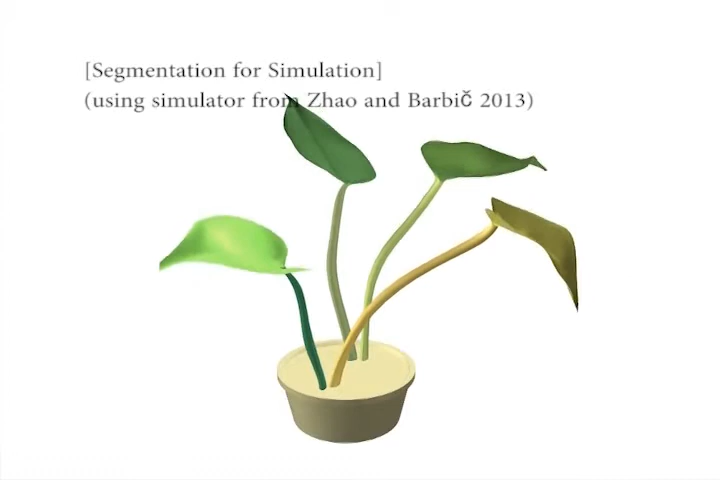 [Segmentation for Simulation]
(using simulator from Zhao and Barbič 2013)